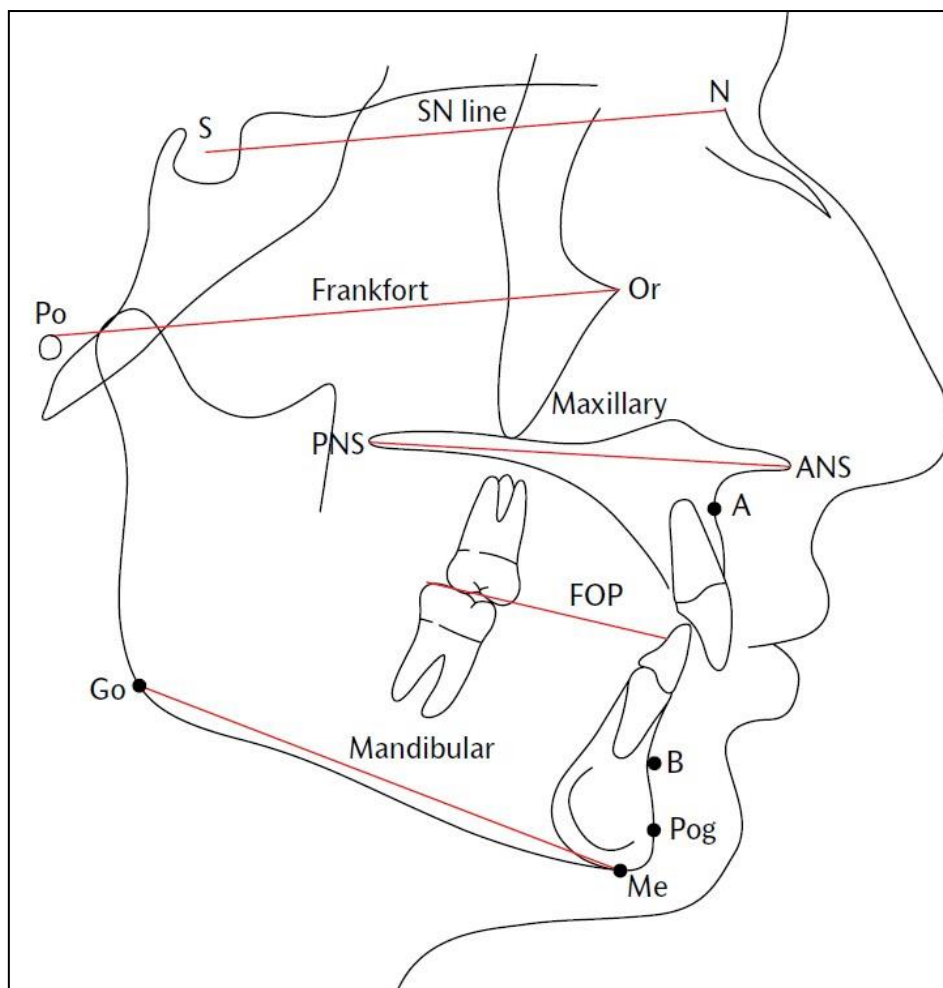 N
SN line
S
Or
Frankfort
Po
Maxillary
PNS
ANS
A
FOP
Go
Mandibular
B
Pog
Me